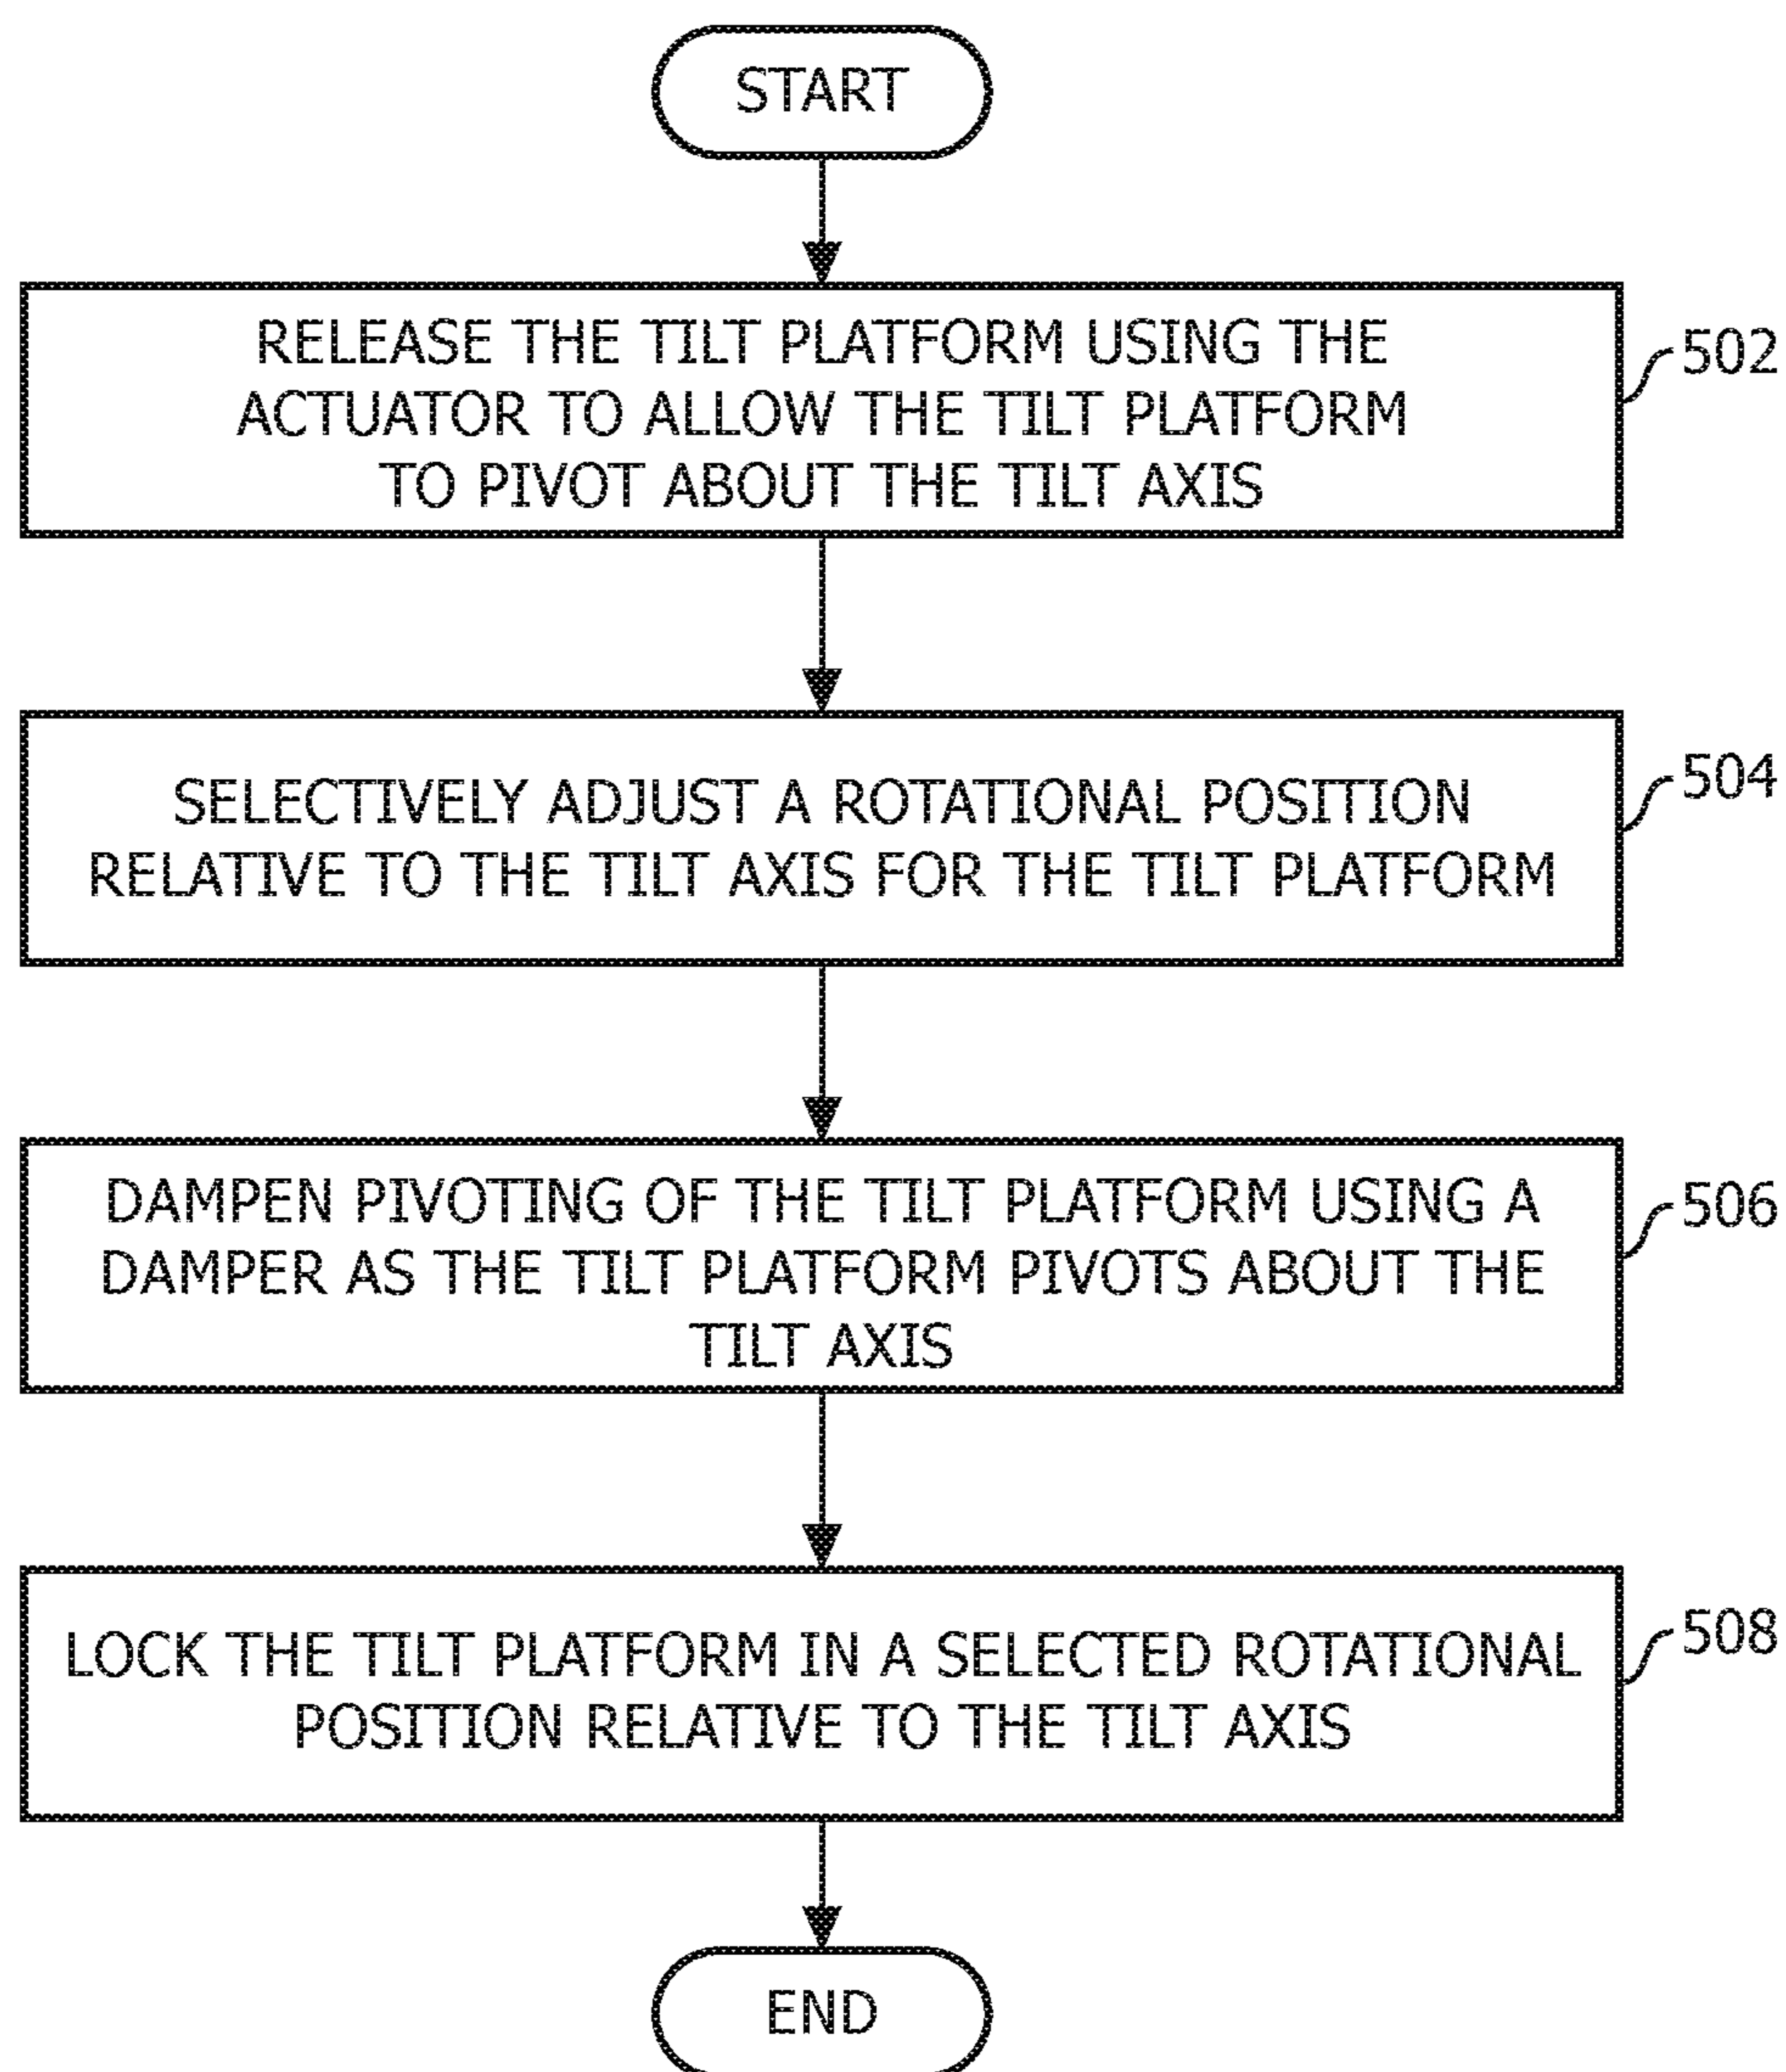 START
RELEASE THE TILT PLATFORM USING THE
ACTUATOR TO ALLOW THE TILT PLATFORM
TO PIVOT ABOUT THE TILT AXIS
502
SELECTIVELY ADJUST A ROTATIONAL POSITION
RELATIVE TO THE TILT AXIS FOR THE TILT PLATFORM
504
DAMPEN PIVOTING OF THE TILT PLATFORM USING A
DAMPER AS THE TILT PLATFORM PIVOTS ABOUT THE
TILT AXIS
506
LOCK THE TILT PLATFORM IN A SELECTED ROTATIONAL
POSITION RELATIVE TO THE TILT AXIS
508
END